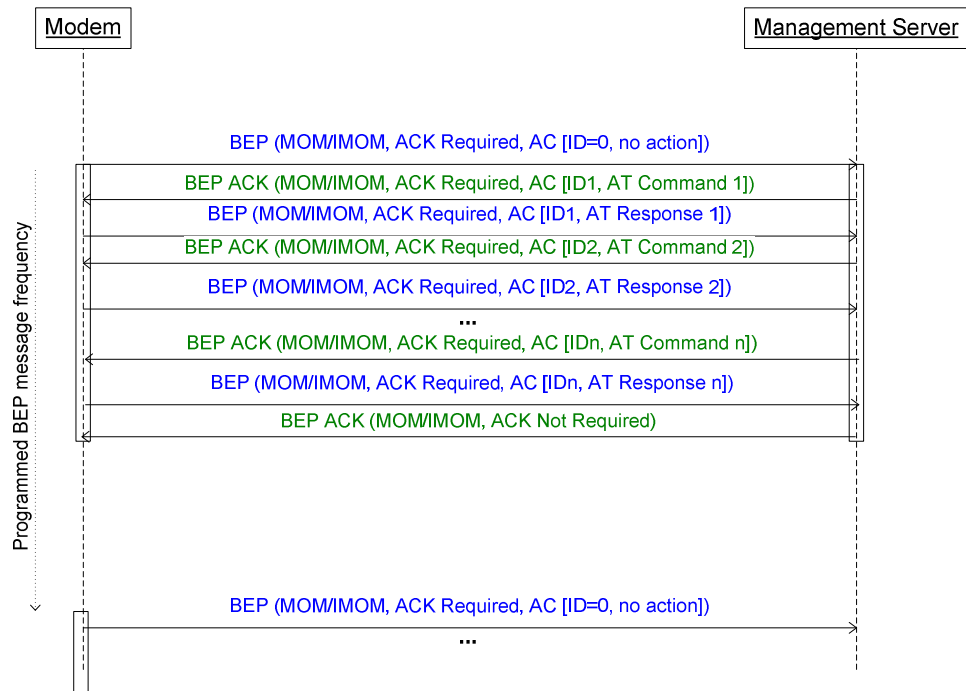 Modem
Management Server
BEP (MOM/IMOM, ACK Required, AC [ID=0, no action])
BEP ACK (MOM/IMOM, ACK Required, AC [ID1, AT Command 1])
BEP (MOM/IMOM, ACK Required, AC [ID1, AT Response 1])
BEP ACK (MOM/IMOM, ACK Required, AC [ID2, AT Command 2])
BEP (MOM/IMOM, ACK Required, AC [ID2, AT Response 2])
...
BEP ACK (MOM/IMOM, ACK Required, AC [IDn, AT Command n])
BEP (MOM/IMOM, ACK Required, AC [IDn, AT Response n])
BEP ACK (MOM/IMOM, ACK Not Required)
Programmed BEP message frequency
BEP (MOM/IMOM, ACK Required, AC [ID=0, no action])
...